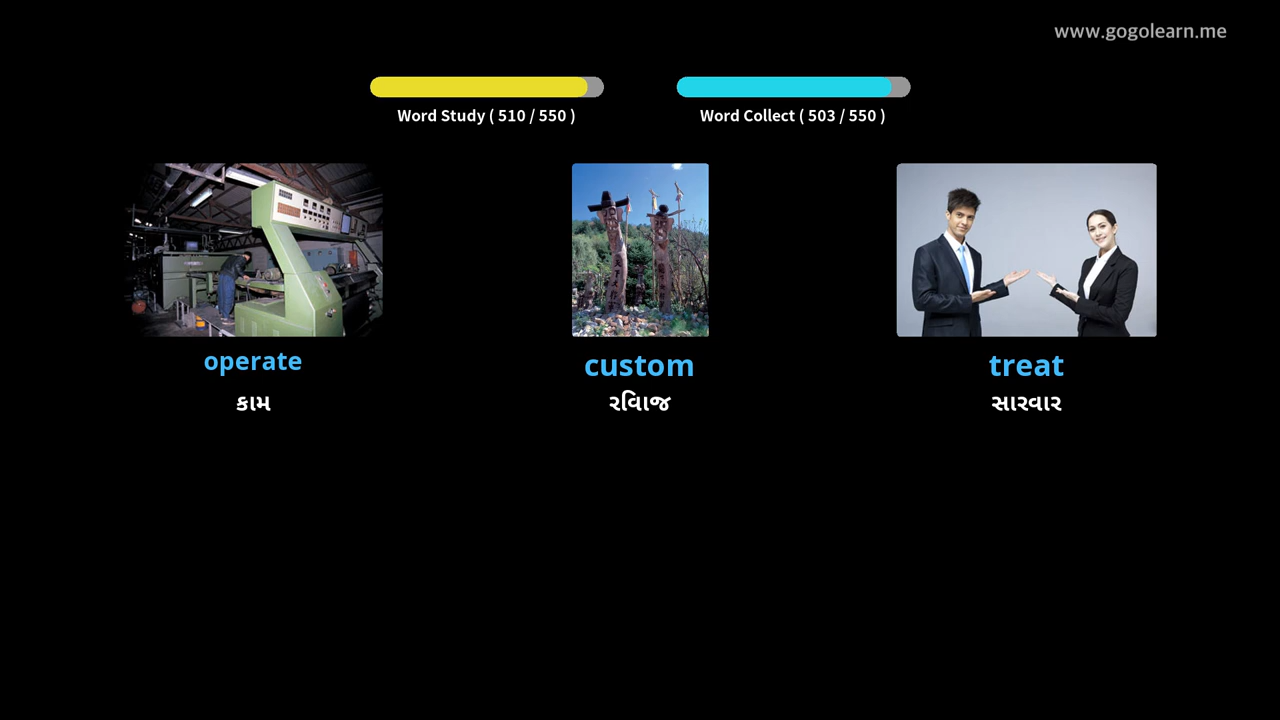 www.gogolearn.me
Word Study ( 510 / 550 )
Word Collect ( 503 / 550 )
operate
custom
treat
કામ
રિવાજ
સારવાર